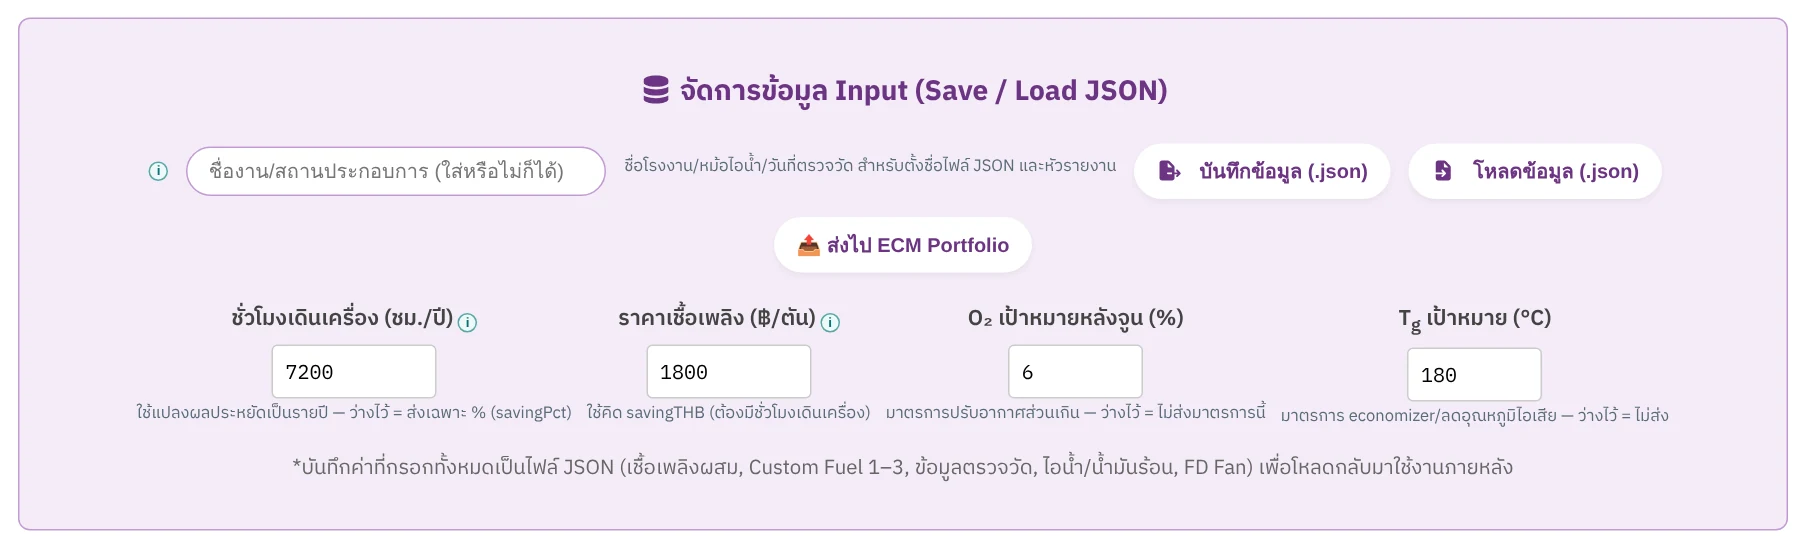 จัดการข้อมูล Input (Save / Load JSON)
ชื่องาน/สถานประกอบการ (ใส่หรือไม่ก็ได้)
ชื่อโรงงาน/หม้อไอน้ำ/วันที่ตรวจวัด สำหรับตั้งชื่อไฟล์ JSON และหัวรายงาน
บันทึกข้อมูล (.json)
โหลดข้อมูล (.json)
ส่งไป ECM Portfolio
ชั่วโมงเดินเครื่อง (ชม./ปี)
7200
ใช้แปลงผลประหยัดเป็นรายปี — ว่างไว้ = ส่งเฉพาะ % (savingPct)
ราคาเชื้อเพลิง (฿/ตัน)
1800
ใช้คิด savingTHB (ต้องมีชั่วโมงเดินเครื่อง)
O₂ เป้าหมายหลังจูน (%)
6
มาตรการปรับอากาศส่วนเกิน — ว่างไว้ = ไม่ส่งมาตรการนี้
Tg เป้าหมาย (°C)
180
มาตรการ economizer/ลดอุณหภูมิไอเสีย — ว่างไว้ = ไม่ส่ง
*บันทึกค่าที่กรอกทั้งหมดเป็นไฟล์ JSON (เชื้อเพลิงผสม, Custom Fuel 1–3, ข้อมูลตรวจวัด, ไอน้ำ/น้ำมันร้อน, FD Fan) เพื่อโหลดกลับมาใช้งานภายหลัง